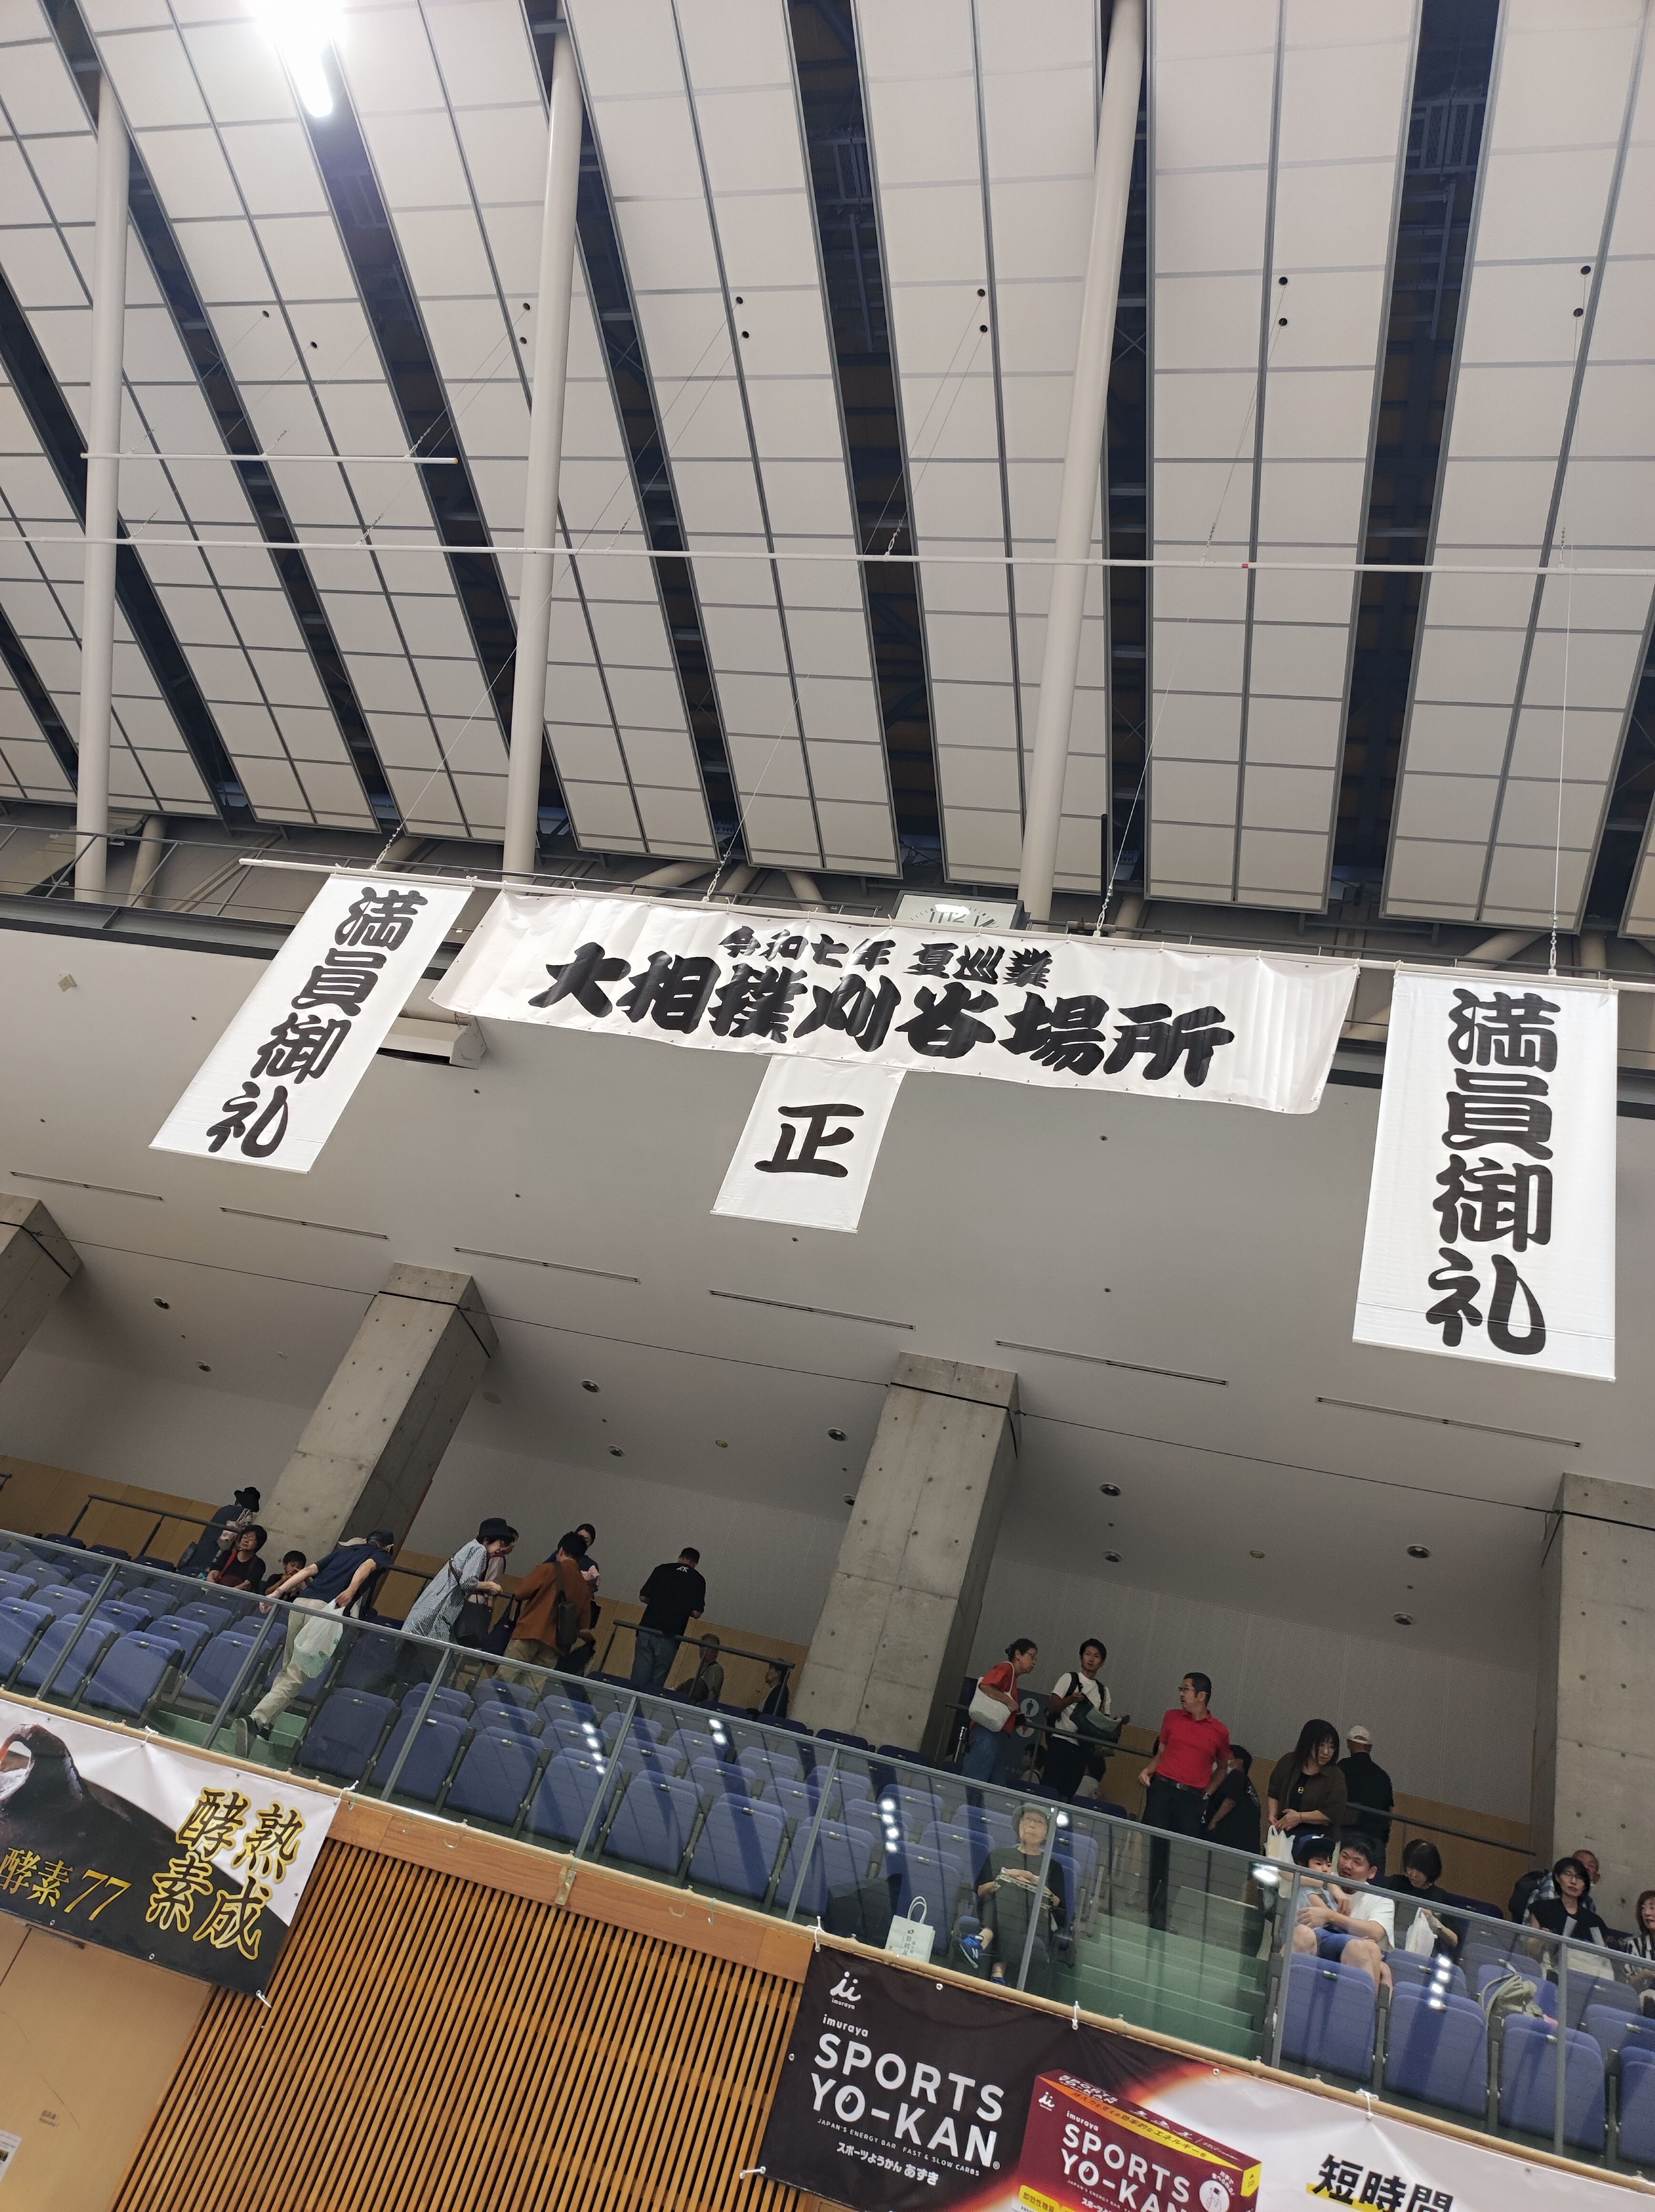 満員御礼
令和七年 夏巡業
大相撲刈谷場所
正
満員御礼
熟成
酵素
酵素77
imuraya
imuraya
SPORTS
YO-KAN®
JAPAN'S ENERGY BAR FAST & SLOW CARBS
スポーツようかん あずき
imuraya
SPORTS
YO-KAN
短時間